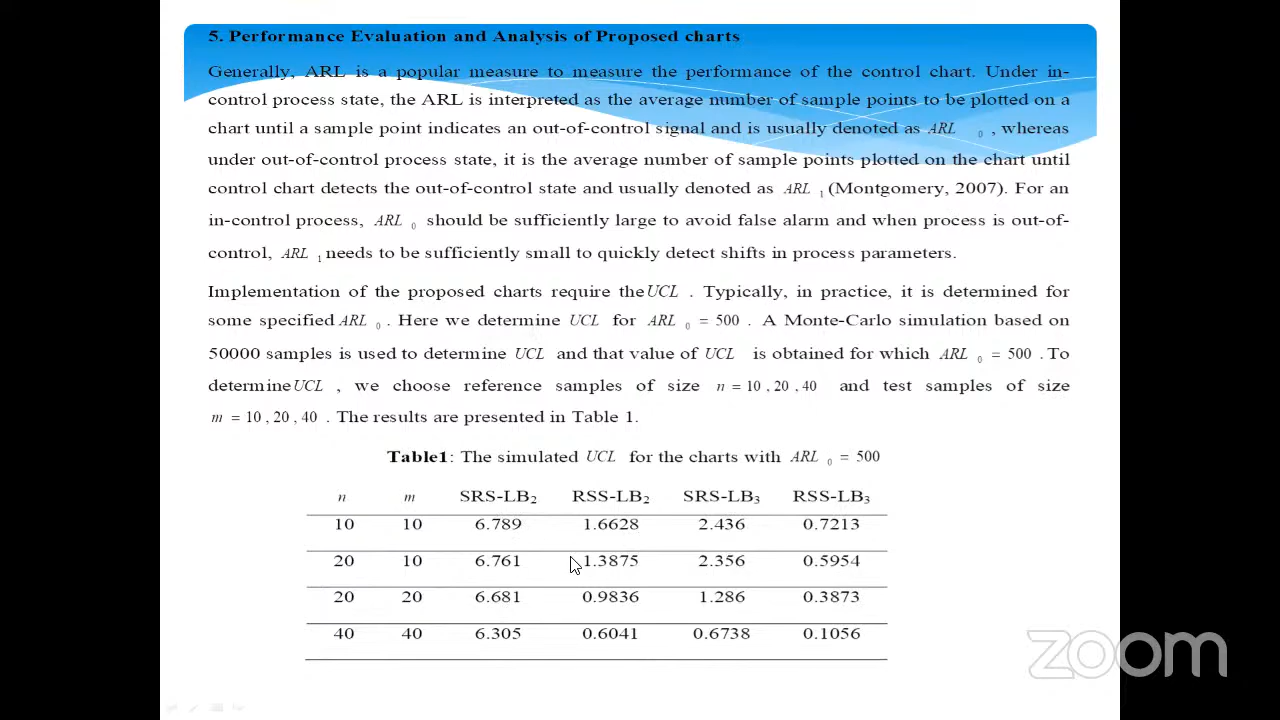 5. Performance Evaluation and Analysis of Proposed charts
Generally, ARL is a popular measure to measure the performance of the control chart. Under in-
control process state, the ARL is interpreted as the average number of sample points to be plotted on a
chart until a sample point indicates an out-of-control signal and is usually denoted as ARL 0 , whereas
under out-of-control process state, it is the average number of sample points plotted on the chart until
control chart detects the out-of-control state and usually denoted as ARL 1 (Montgomery, 2007). For an
in-control process, ARL 0 should be sufficiently large to avoid false alarm and when process is out-of-
control, ARL 1 needs to be sufficiently small to quickly detect shifts in process parameters.
Implementation of the proposed charts require the UCL . Typically, in practice, it is determined for
some specified ARL 0 . Here we determine UCL for ARL 0 = 500 . A Monte-Carlo simulation based on
50000 samples is used to determine UCL and that value of UCL is obtained for which ARL 0 = 500 . To
determine UCL , we choose reference samples of size n = 10 , 20 , 40 and test samples of size
m = 10 , 20 , 40 . The results are presented in Table 1.
Table1: The simulated UCL for the charts with ARL 0 = 500
n m SRS-LB2 RSS-LB2 SRS-LB3 RSS-LB3
10 10 6.789 1.6628 2.436 0.7213
20 10 6.761 1.3875 2.356 0.5954
20 20 6.681 0.9836 1.286 0.3873
40 40 6.305 0.6041 0.6738 0.1056
zoom